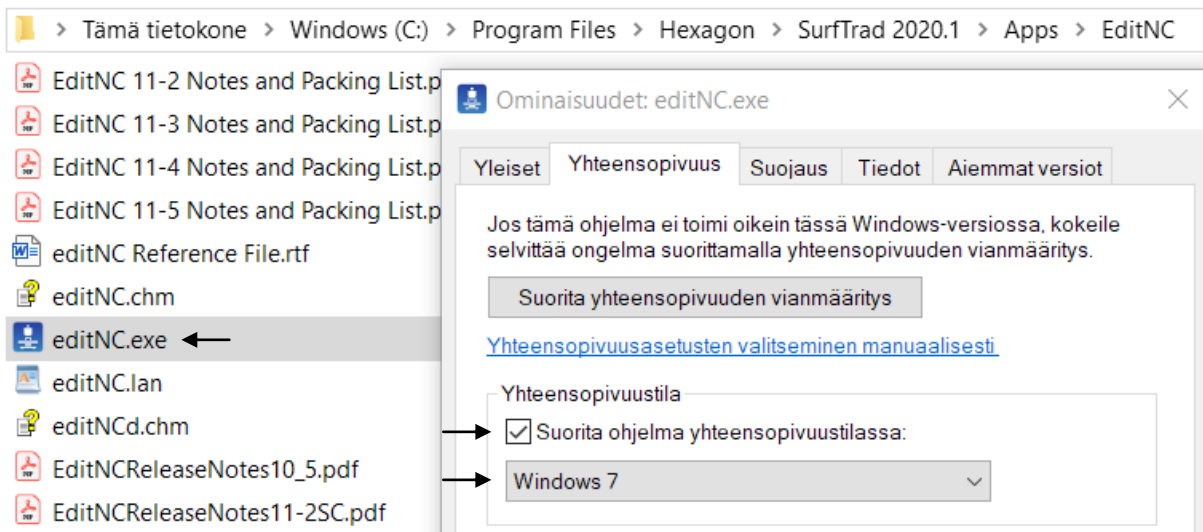 > Tämä tietokone > Windows (C:) > Program Files > Hexagon > SurfTrad 2020.1 > Apps > EditNC
EditNC 11-2 Notes and Packing List.p
EditNC 11-3 Notes and Packing List.p
EditNC 11-4 Notes and Packing List.p
EditNC 11-5 Notes and Packing List.p
editNC Reference File.rtf
editNC.chm
editNC.exe
editNC.lan
editNCd.chm
EditNCReleaseNotes10_5.pdf
EditNCReleaseNotes11-2SC.pdf
Ominaisuudet: editNC.exe
Yleiset Yhteensopivuus Suojaus Tiedot Aiemmat versiot
Jos tämä ohjelma ei toimi oikein tässä Windows-versiossa, kokeile
selvittää ongelma suorittamalla yhteensopivuuden vianmääritys.
Suorita yhteensopivuuden vianmääritys
Yhteensopivuusasetusten valitseminen manuaalisesti
Yhteensopivuustila
Suorita ohjelma yhteensopivuustilassa:
Windows 7